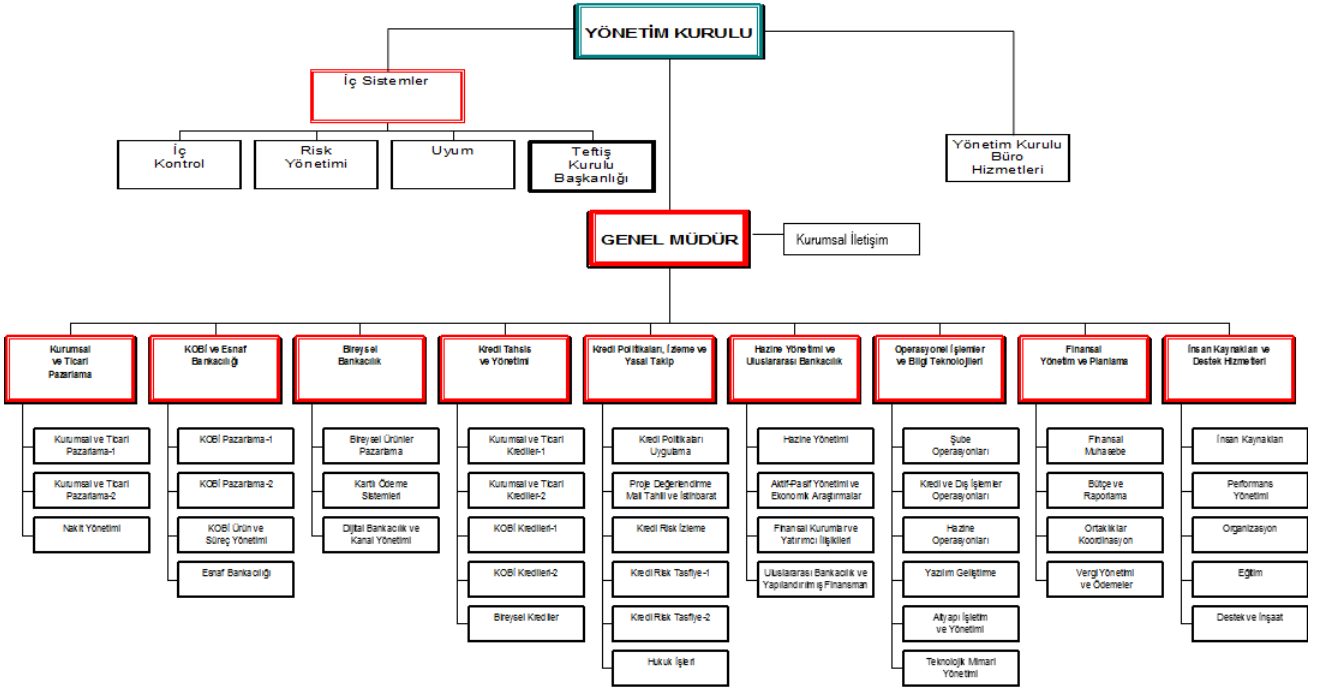 YÖNETİM KURULU
İç Sistemler
İç
Kontrol
Risk
Yönetimi
Uyum
Teftiş
Kurulu
Başkanlığı
Yönetim Kurulu
Büro
Hizmetleri
GENEL MÜDÜR
Kurumsal İletişim
Kurumsal
ve Ticari
Pazarlama
Kurumsal ve Ticari
Pazarlama-1
Kurumsal ve Ticari
Pazarlama-2
Nakit Yönetimi
KOBİ ve Esnaf
Bankacılığı
KOBİ Pazarlama-1
KOBİ Pazarlama-2
KOBİ Ürün ve
Süreç Yönetimi
Esnaf Bankacılığı
Bireysel
Bankacılık
Bireysel Ürünler
Pazarlama
Kartlı Ödeme
Sistemleri
Dijital Bankacılık ve
Kanal Yönetimi
Kredi Tahsis
ve Yönetimi
Kurumsal ve Ticari
Krediler-1
Kurumsal ve Ticari
Krediler-2
KOBİ Kredileri-1
KOBİ Kredileri-2
Bireysel Krediler
Kredi Politikaları, İzleme ve
Yasal Takip
Kredi Politikaları
Uygulama
Proje Değerlendirme
Mali Tahlil ve İstihbarat
Kredi Risk İzleme
Kredi Risk Tasfiye-1
Kredi Risk Tasfiye-2
Hukuk İşleri
Hazine Yönetimi ve
Uluslararası Bankacılık
Hazine Yönetimi
Aktif-Pasif Yönetimi ve
Ekonomik Araştırmalar
Finansal Kurumlar ve
Yatırımcı İlişkileri
Uluslararası Bankacılık ve
Yapılandırılmış Finansman
Operasyonel İşlemler
ve Bilgi Teknolojileri
Şube
Operasyonları
Kredi ve Dış İşlemler
Operasyonları
Hazine
Operasyonları
Yazılım Geliştirme
Altyapı İşletim
ve Yönetimi
Teknolojik Mimari
Yönetimi
Finansal
Yönetim ve Planlama
Finansal
Muhasebe
Bütçe ve
Raporlama
Ortaklıklar
Koordinasyon
Vergi Yönetimi
ve Ödemeler
İnsan Kaynakları ve
Destek Hizmetleri
İnsan Kaynakları
Performans
Yönetimi
Organizasyon
Eğitim
Destek ve İnşaat